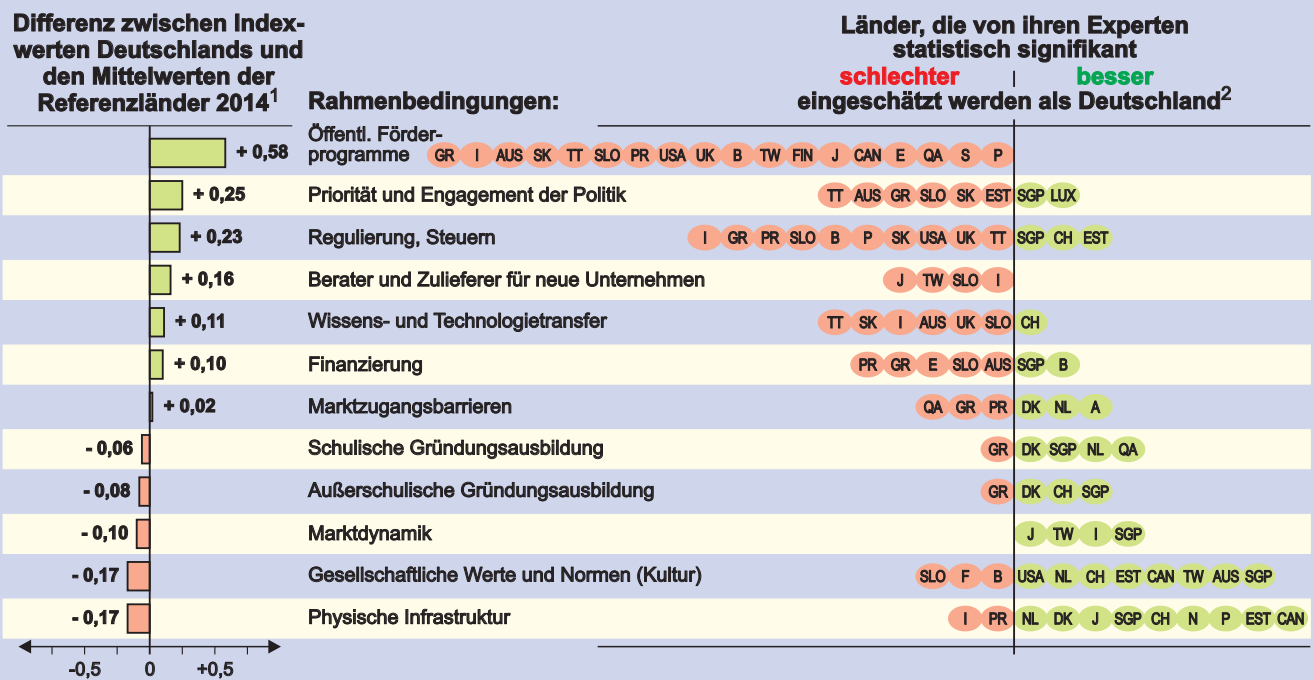 Differenz zwischen Index-
werten Deutschlands und
den Mittelwerten der
Referenzländer 2014¹
Rahmenbedingungen:
Länder, die von ihren Experten
statistisch signifikant
schlechter | besser
eingeschätzt werden als Deutschland²
+ 0,58 Öffentl. Förder-
programme GR I AUS SK TT SLO PR USA UK B TW FIN J CAN E QA S P
+ 0,25 Priorität und Engagement der Politik TT AUS GR SLO SK EST SGP LUX
+ 0,23 Regulierung, Steuern I GR PR SLO B P SK USA UK TT SGP CH EST
+ 0,16 Berater und Zulieferer für neue Unternehmen J TW SLO I
+ 0,11 Wissens- und Technologietransfer TT SK I AUS UK SLO CH
+ 0,10 Finanzierung PR GR E SLO AUS SGP B
+ 0,02 Marktzugangsbarrieren QA GR PR DK NL A
- 0,06 Schulische Gründungsausbildung GR DK SGP NL QA
- 0,08 Außerschulische Gründungsausbildung GR DK CH SGP
- 0,10 Marktdynamik J TW I SGP
- 0,17 Gesellschaftliche Werte und Normen (Kultur) SLO F B USA NL CH EST CAN TW AUS SGP
- 0,17 Physische Infrastruktur I PR NL DK J SGP CH N P EST CAN
-0,5 0 +0,5